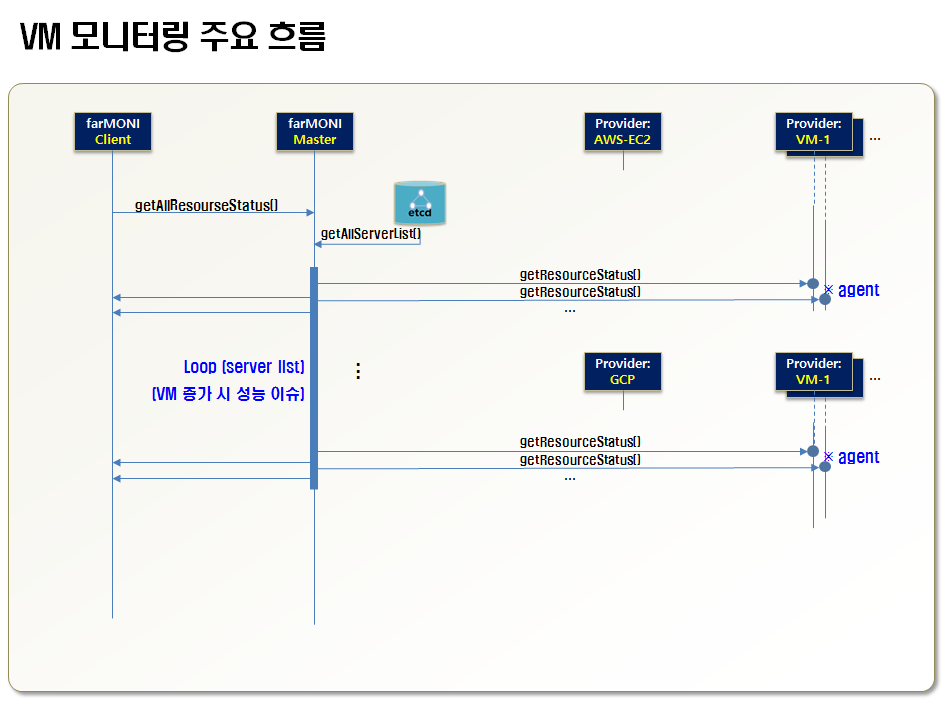 VM 모니터링 주요 흐름
farMONI
Client
farMONI
Master
Provider:
AWS-EC2
Provider:
VM-1
...
getAllResourseStatus()
etcd
getAllServerList()
getResourceStatus()
getResourceStatus()
...
※ agent
Loop (server list)
(VM 증가 시 성능 이슈)
⋮
Provider:
GCP
Provider:
VM-1
...
getResourceStatus()
getResourceStatus()
...
※ agent